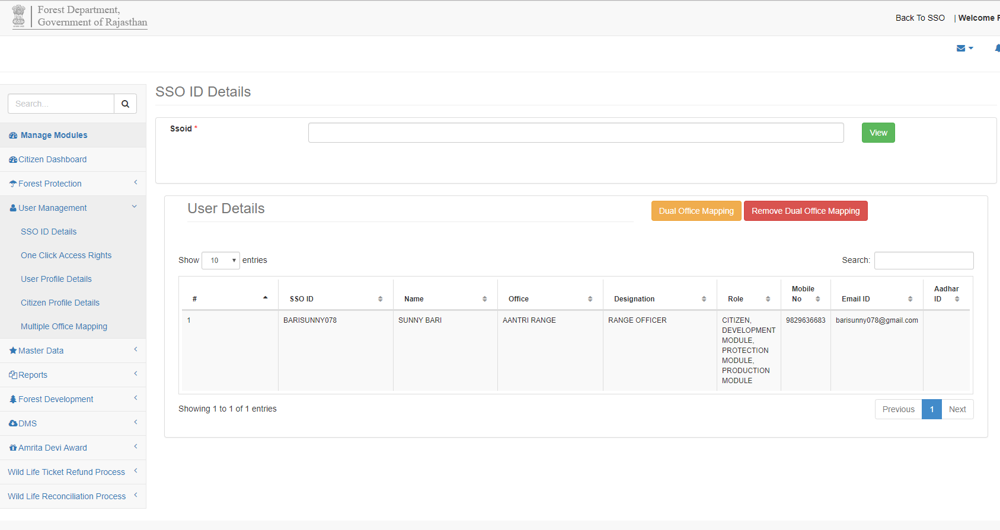 Forest Department,
Government of Rajasthan
Back To SSO | Welcome F
Search...
Manage Modules
Citizen Dashboard
Forest Protection
User Management
SSO ID Details
One Click Access Rights
User Profile Details
Citizen Profile Details
Multiple Office Mapping
Master Data
Reports
Forest Development
DMS
Amrita Devi Award
Wild Life Ticket Refund Process
Wild Life Reconciliation Process
SSO ID Details
Ssoid *
View
User Details
Dual Office Mapping
Remove Dual Office Mapping
Show 10 entries
Search:
# SSO ID Name Office Designation Role Mobile No Email ID Aadhar ID
1 BARISUNNY078 SUNNY BARI AANTRI RANGE RANGE OFFICER CITIZEN, 9829636683 barisunny078@gmail.com
DEVELOPMENT
MODULE,
PROTECTION
MODULE,
PRODUCTION
MODULE
Showing 1 to 1 of 1 entries
Previous 1 Next